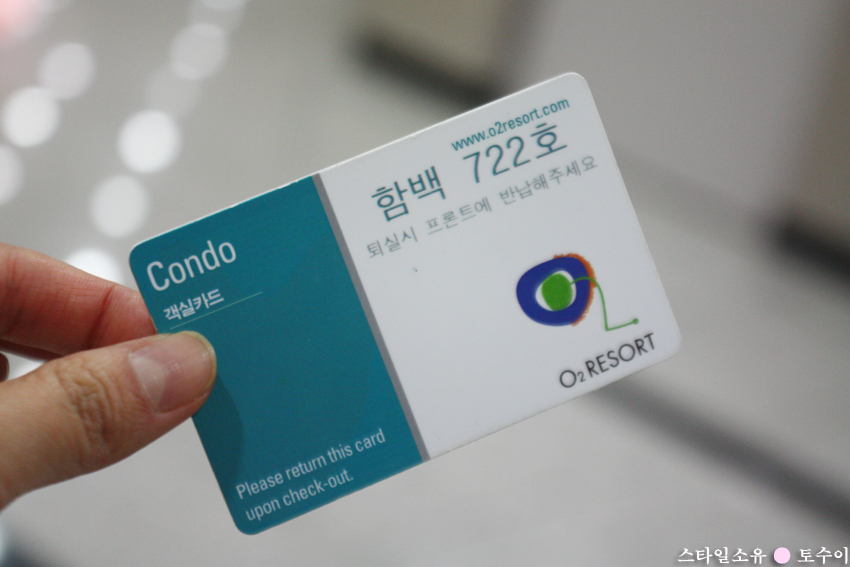 Condo
객실카드
Please return this card
upon check-out.
www.o2resort.com
함백 722호
퇴실시 프론트에 반납해주세요
O2 RESORT
스타일소유 토수이